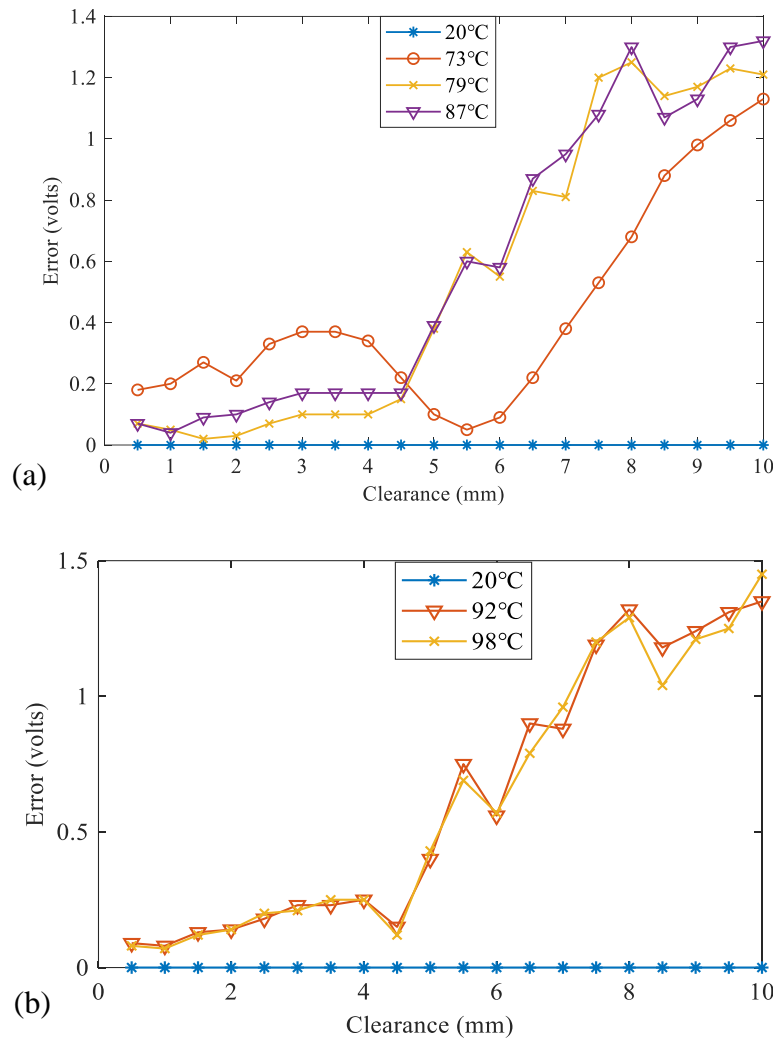 1.4
1.2
1
0.8
0.6
0.4
0.2
0
Error (volts)
20℃
73℃
79℃
87℃
0 1 2 3 4 5 6 7 8 9 10
Clearance (mm)
(a)
1.5
1
0.5
0
Error (volts)
20℃
92℃
98℃
0 2 4 6 8 10
Clearance (mm)
(b)